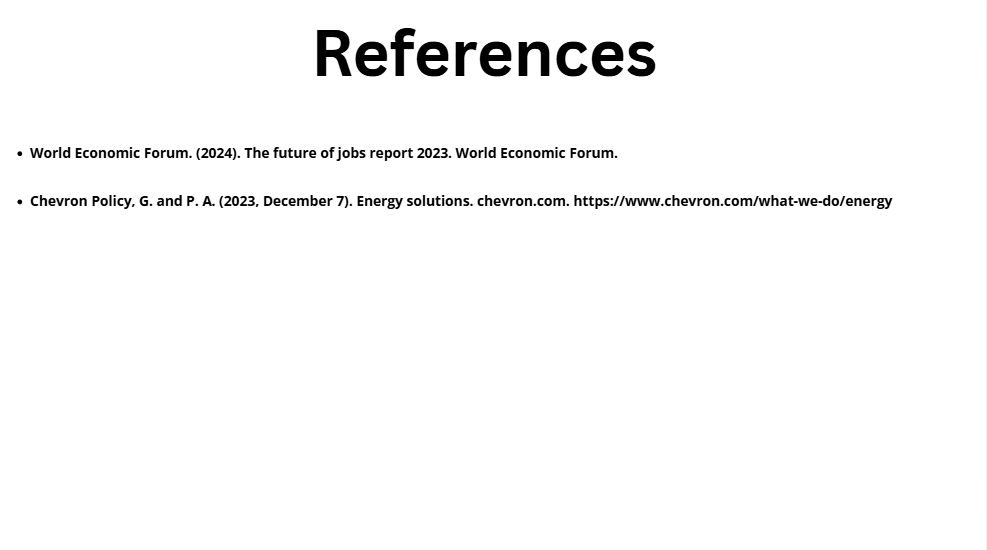 References
• World Economic Forum. (2024). The future of jobs report 2023. World Economic Forum.
• Chevron Policy, G. and P. A. (2023, December 7). Energy solutions. chevron.com. https://www.chevron.com/what-we-do/energy